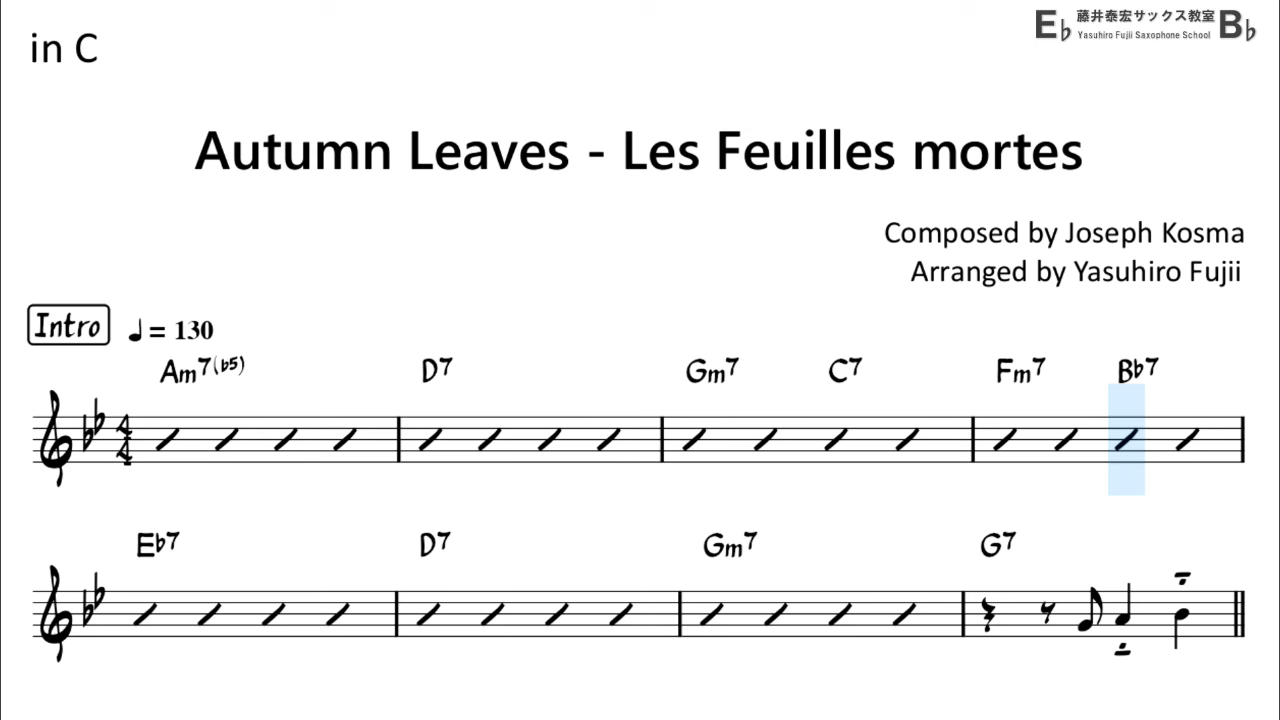 in C
E♭ 藤井泰宏サックス教室 B♭
Yasuhiro Fujii Saxophone School
Autumn Leaves - Les Feuilles mortes
Composed by Joseph Kosma
Arranged by Yasuhiro Fujii
Intro ♩ = 130
Am7(♭5) D7 Gm7 C7 Fm7 B♭7
4
4
E♭7 D7 Gm7 G7